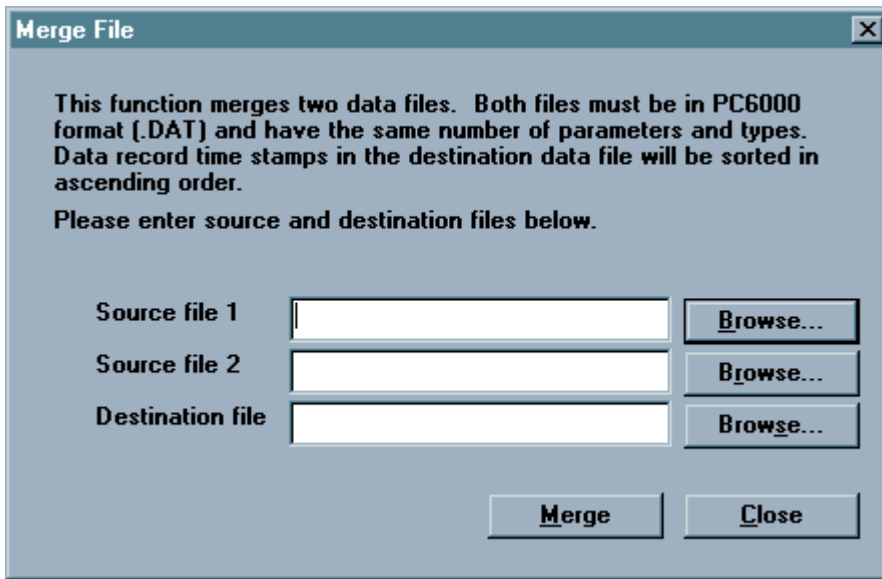 Merge File
This function merges two data files. Both files must be in PC6000
format (.DAT) and have the same number of parameters and types.
Data record time stamps in the destination data file will be sorted in
ascending order.
Please enter source and destination files below.
Source file 1
Browse...
Source file 2
Browse...
Destination file
Browse...
Merge
Close